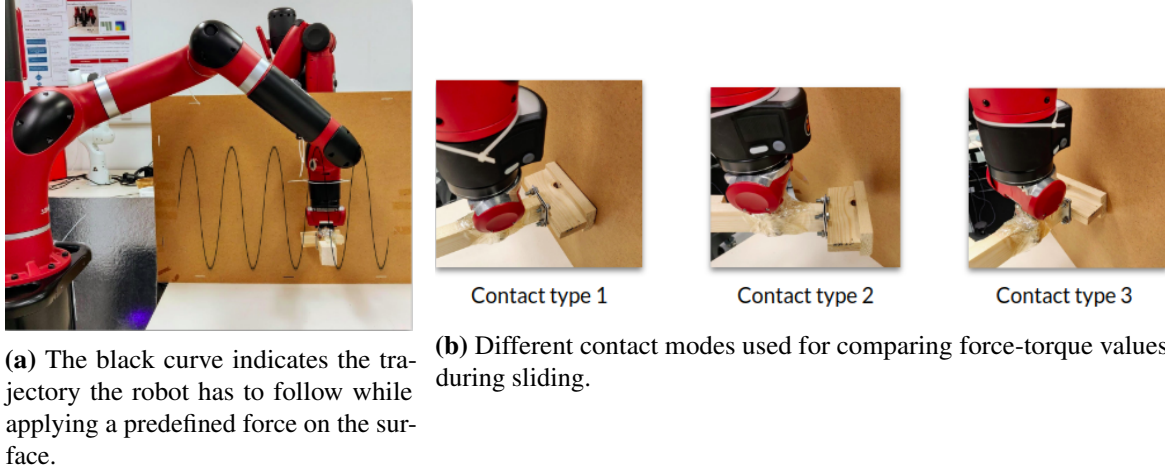 Contact type 1
Contact type 2
Contact type 3
(a) The black curve indicates the tra-
jectory the robot has to follow while
applying a predefined force on the sur-
face.
(b) Different contact modes used for comparing force-torque values
during sliding.